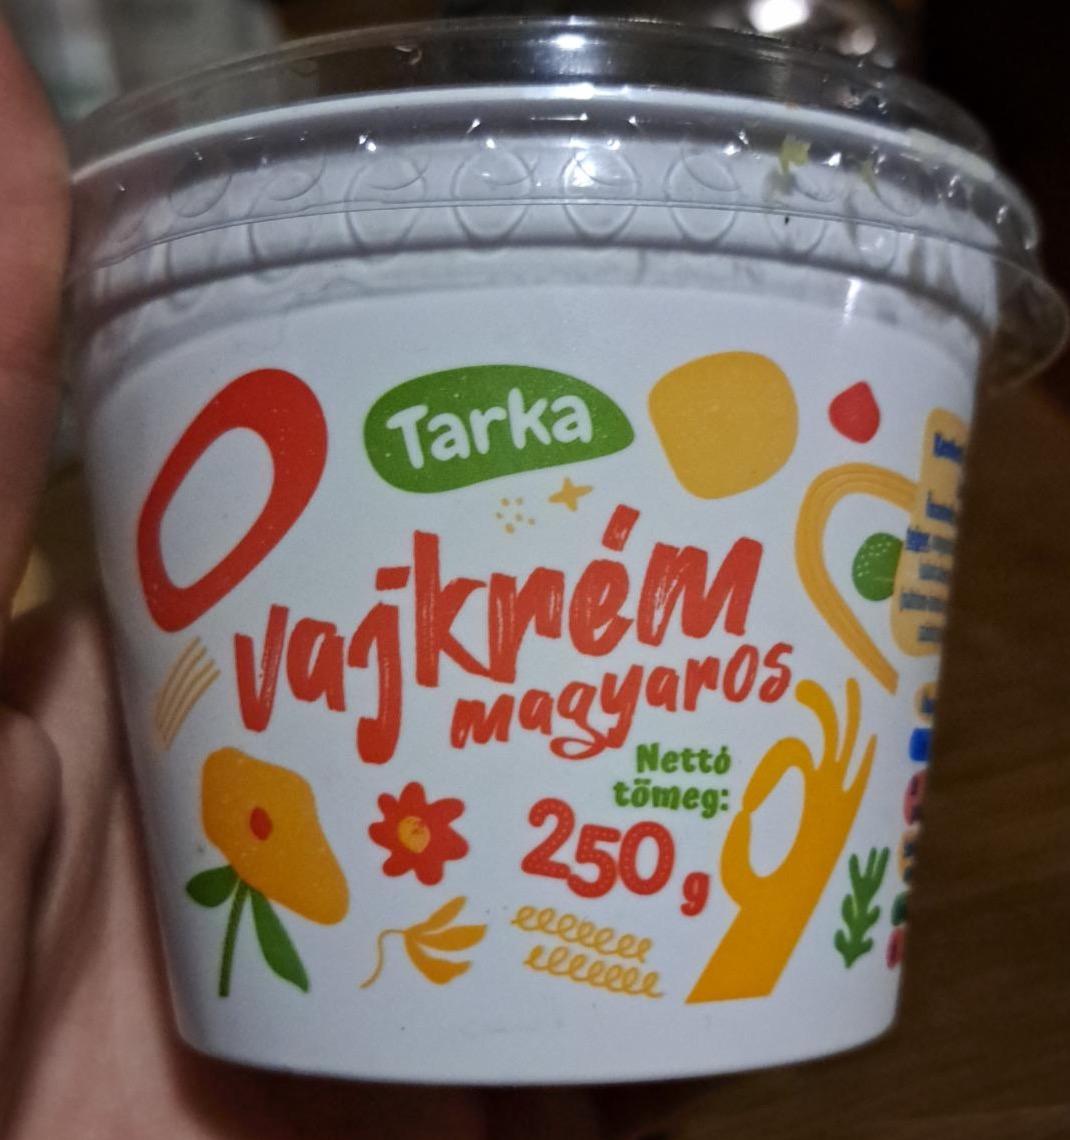 Tarka
vajkrém
magyaros
Nettó
tömeg:
250 g